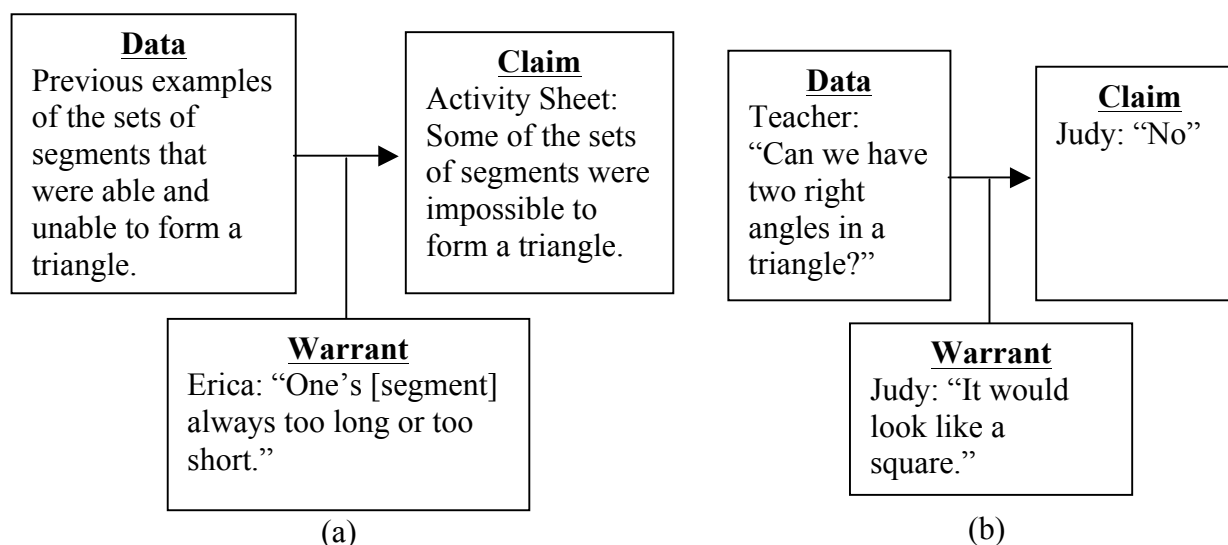 Data
Previous examples
of the sets of
segments that
were able and
unable to form a
triangle.
Claim
Activity Sheet:
Some of the sets
of segments were
impossible to
form a triangle.
Warrant
Erica: “One’s [segment]
always too long or too
short.”
(a)
Data
Teacher:
“Can we have
two right
angles in a
triangle?”
Claim
Judy: “No”
Warrant
Judy: “It would
look like a
square.”
(b)